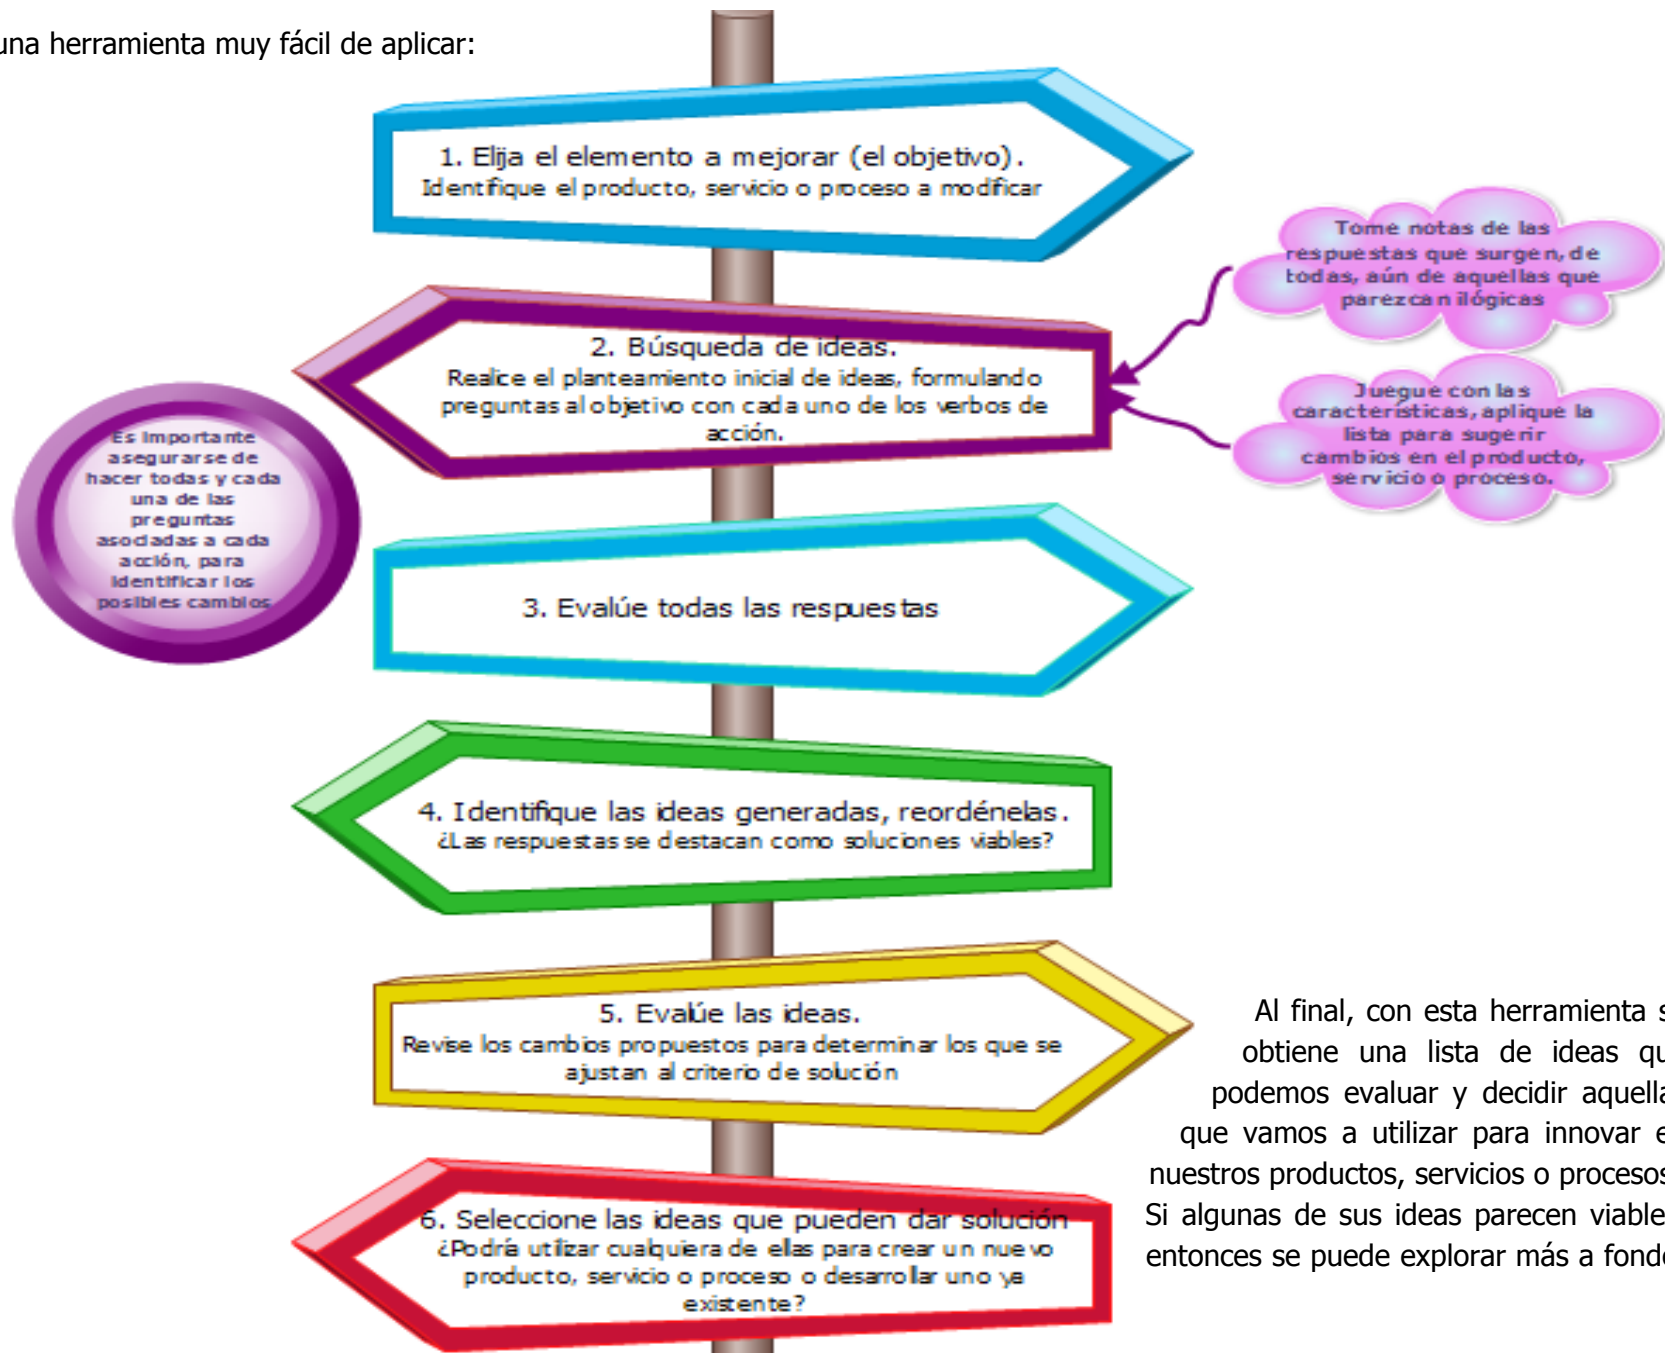 una herramienta muy fácil de aplicar:
1. Elija el elemento a mejorar (el objetivo).
Identifique el producto, servicio o proceso a modificar
Tome notas de las
respuestas que surgen, de
todas, aún de aquellas que
parezcan ilógicas
2. Búsqueda de ideas.
Realice el planteamiento inicial de ideas, formulando
preguntas al objetivo con cada uno de los verbos de
acción.
Juegue con las
características, aplique la
lista para sugerir
cambios en el producto,
servicio o proceso.
Es importante
asegurarse de
hacer todas y cada
una de las
preguntas
asociadas a cada
acción, para
identificar los
posibles cambios
3. Evalúe todas las respuestas
4. Identifique las ideas generadas, reordénelas.
¿Las respuestas se destacan como soluciones viables?
5. Evalúe las ideas.
Revise los cambios propuestos para determinar los que se
ajustan al criterio de solución
6. Seleccione las ideas que pueden dar solución
¿Podría utilizar cualquiera de ellas para crear un nuevo
producto, servicio o proceso o desarrollar uno ya
existente?
Al final, con esta herramienta s
obtiene una lista de ideas qu
podemos evaluar y decidir aquella
que vamos a utilizar para innovar e
nuestros productos, servicios o procesos
Si algunas de sus ideas parecen viable
entonces se puede explorar más a fondo